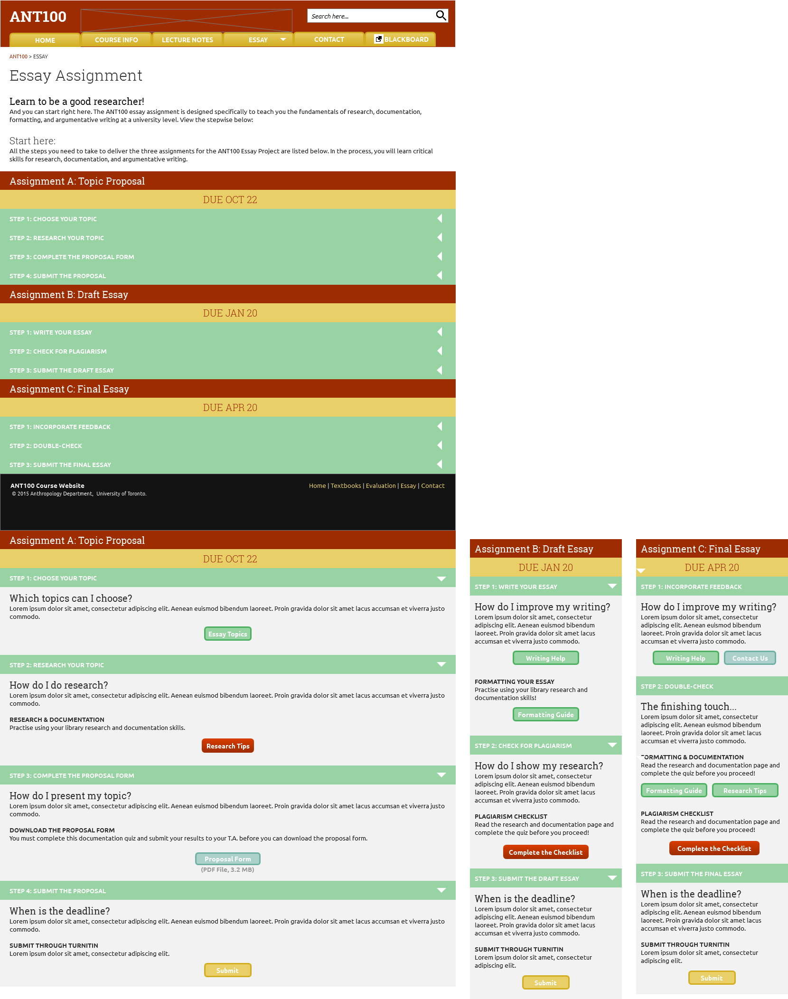 ANT100
Search here...
HOME
COURSE INFO
LECTURE NOTES
ESSAY
CONTACT
BLACKBOARD
ANT100 > ESSAY
Essay Assignment
Learn to be a good researcher!
And you can start right here. The ANT100 essay assignment is designed specifically to teach you the fundamentals of research, documentation,
formatting, and argumentative writing at a university level. View the stepwise below:
Start here:
All the steps you need to take to deliver the three assignments for the ANT100 Essay Project are listed below. In the process, you will learn critical
skills for research, documentation, and argumentative writing.
Assignment A: Topic Proposal
DUE OCT 22
STEP 1: CHOOSE YOUR TOPIC
STEP 2: RESEARCH YOUR TOPIC
STEP 3: COMPLETE THE PROPOSAL FORM
STEP 4: SUBMIT THE PROPOSAL
Assignment B: Draft Essay
DUE JAN 20
STEP 1: WRITE YOUR ESSAY
STEP 2: CHECK FOR PLAGIARISM
STEP 3: SUBMIT THE DRAFT ESSAY
Assignment C: Final Essay
DUE APR 20
STEP 1: INCORPORATE FEEDBACK
STEP 2: DOUBLE-CHECK
STEP 3: SUBMIT THE FINAL ESSAY
ANT100 Course Website
© 2015 Anthropology Department, University of Toronto.
Home | Textbooks | Evaluation | Essay | Contact
Assignment A: Topic Proposal
DUE OCT 22
STEP 1: CHOOSE YOUR TOPIC
Which topics can I choose?
Lorem ipsum dolor sit amet, consectetur adipiscing elit. Aenean euismod bibendum laoreet. Proin gravida dolor sit amet lacus accumsan et viverra justo
commodo.
Essay Topics
STEP 2: RESEARCH YOUR TOPIC
How do I do research?
Lorem ipsum dolor sit amet, consectetur adipiscing elit. Aenean euismod bibendum laoreet. Proin gravida dolor sit amet lacus accumsan et viverra justo
commodo.
RESEARCH & DOCUMENTATION
Practise using your library research and documentation skills.
Research Tips
STEP 3: COMPLETE THE PROPOSAL FORM
How do I present my topic?
Lorem ipsum dolor sit amet, consectetur adipiscing elit. Aenean euismod bibendum laoreet. Proin gravida dolor sit amet lacus accumsan et viverra justo
commodo.
DOWNLOAD THE PROPOSAL FORM
You must complete this documentation quiz and submit your results to your T.A. before you can download the proposal form.
Proposal Form
(PDF File, 3.2 MB)
STEP 4: SUBMIT THE PROPOSAL
When is the deadline?
Lorem ipsum dolor sit amet, consectetur adipiscing elit. Aenean euismod bibendum laoreet. Proin gravida dolor sit amet lacus accumsan et viverra justo
commodo.
SUBMIT THROUGH TURNITIN
Lorem ipsum dolor sit amet, consectetur adipiscing elit.
Submit
Assignment B: Draft Essay
DUE JAN 20
STEP 1: WRITE YOUR ESSAY
How do I improve my writing?
Lorem ipsum dolor sit amet, consectetur
adipiscing elit. Aenean euismod bibendum
laoreet. Proin gravida dolor sit amet lacus
accumsan et viverra justo commodo.
Writing Help
FORMATTING YOUR ESSAY
Practise using your library research and
documentation skills!
Formatting Guide
STEP 2: CHECK FOR PLAGIARISM
How do I show my research?
Lorem ipsum dolor sit amet, consectetur
adipiscing elit. Aenean euismod bibendum
laoreet. Proin gravida dolor sit amet lacus
accumsan et viverra justo commodo.
PLAGIARISM CHECKLIST
Read the research and documentation page and
complete the quiz before you proceed!
Complete the Checklist
STEP 3: SUBMIT THE DRAFT ESSAY
When is the deadline?
Lorem ipsum dolor sit amet, consectetur
adipiscing elit. Aenean euismod bibendum
laoreet. Proin gravida dolor sit amet lacus
accumsan et viverra justo commodo.
SUBMIT THROUGH TURNITIN
Lorem ipsum dolor sit amet, consectetur
adipiscing elit.
Submit
Assignment C: Final Essay
DUE APR 20
STEP 1: INCORPORATE FEEDBACK
How do I improve my writing?
Lorem ipsum dolor sit amet, consectetur
adipiscing elit. Aenean euismod bibendum
laoreet. Proin gravida dolor sit amet lacus
accumsan et viverra justo commodo.
Writing Help
Contact Us
STEP 2: DOUBLE-CHECK
The finishing touch...
Lorem ipsum dolor sit amet, consectetur
adipiscing elit. Aenean euismod bibendum
laoreet. Proin gravida dolor sit amet lacus
accumsan et viverra justo commodo.
FORMATTING & DOCUMENTATION
Read the research and documentation page and
complete the quiz before you proceed!
Formatting Guide
Research Tips
PLAGIARISM CHECKLIST
Read the research and documentation page and
complete the quiz before you proceed!
Complete the Checklist
STEP 3: SUBMIT THE FINAL ESSAY
When is the deadline?
Lorem ipsum dolor sit amet, consectetur
adipiscing elit. Aenean euismod bibendum
laoreet. Proin gravida dolor sit amet lacus
accumsan et viverra justo commodo.
SUBMIT THROUGH TURNITIN
Lorem ipsum dolor sit amet, consectetur
adipiscing elit.
Submit